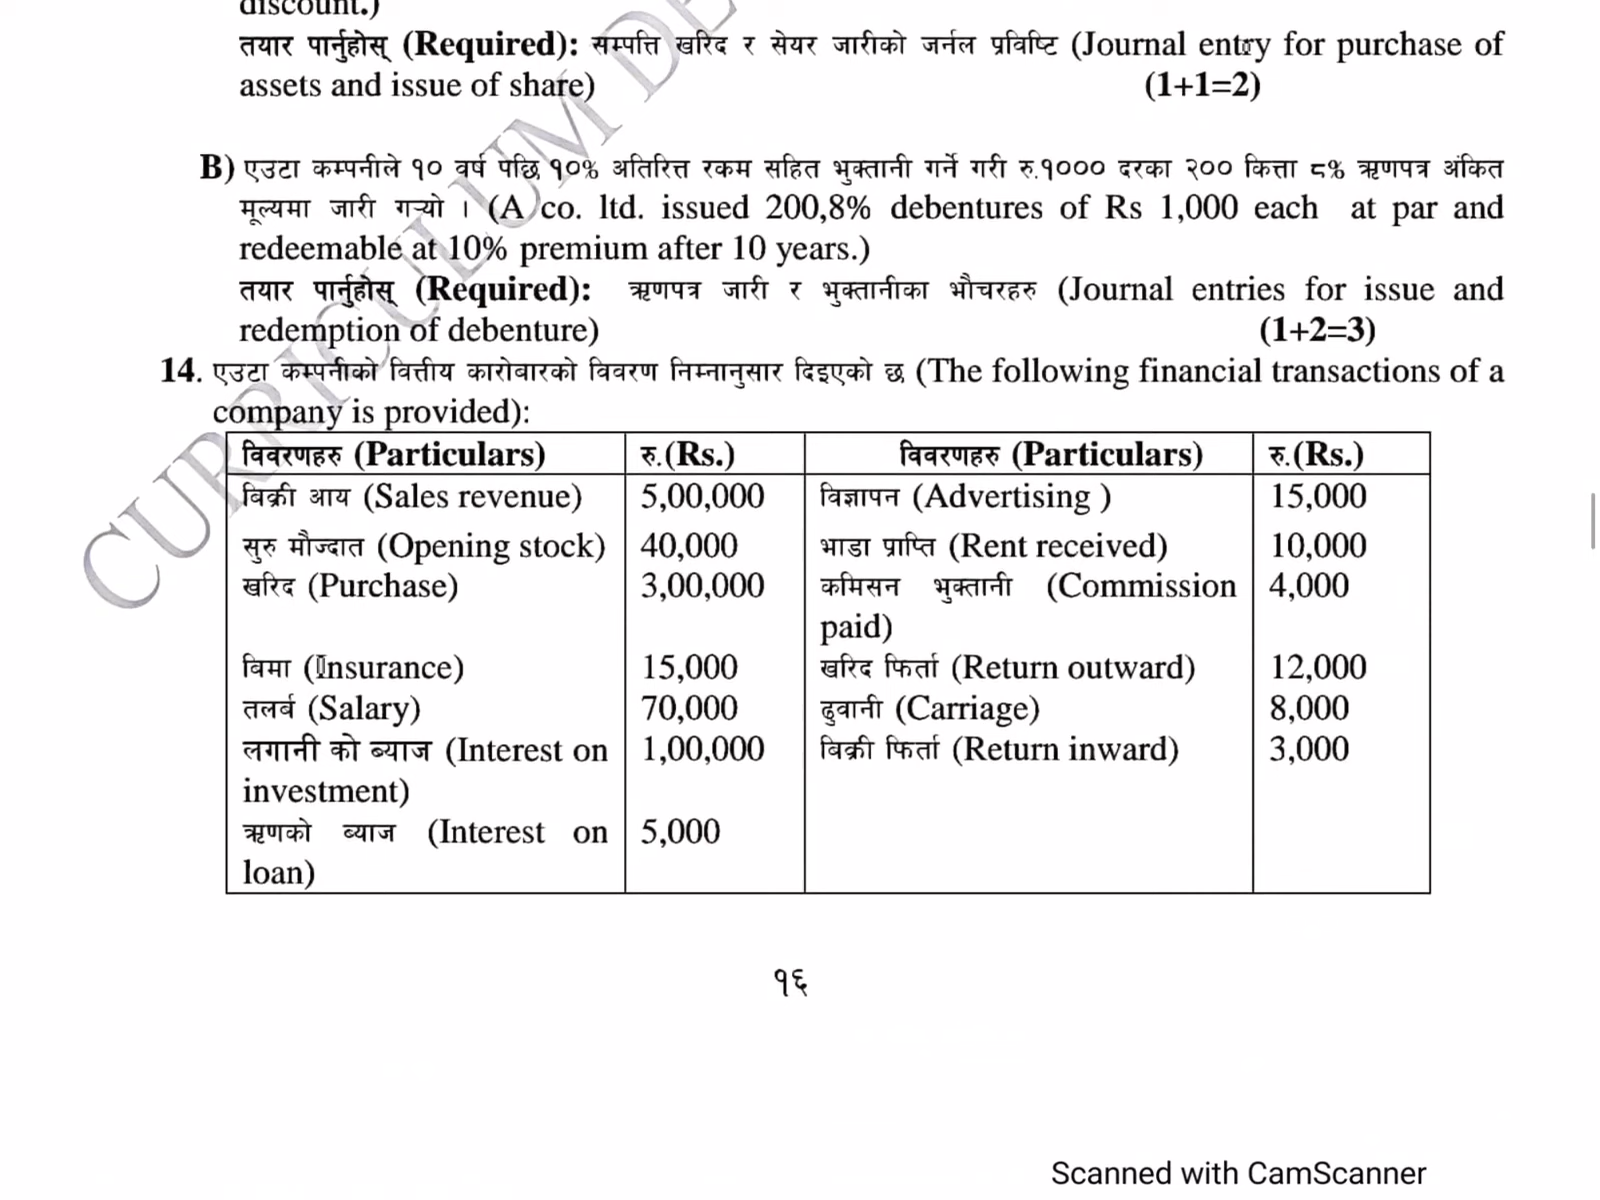 discount.)
तयार पार्नुहोस् (Required): सम्पत्ति खरिद र सेयर जारीको जर्नल प्रविष्टि (Journal entry for purchase of
assets and issue of share) (1+1=2)
B) एउटा कम्पनीले १० वर्ष पछि १०% अतिरित्त रकम सहित भुक्तानी गर्ने गरी रु.१००० दरका २०० कित्ता ८% ऋणपत्र अंकित
मूल्यमा जारी गर्‍यो । (A co. ltd. issued 200,8% debentures of Rs 1,000 each at par and
redeemable at 10% premium after 10 years.)
तयार पार्नुहोस् (Required): ऋणपत्र जारी र भुक्तानीका भौचरहरु (Journal entries for issue and
redemption of debenture) (1+2=3)
14. एउटा कम्पनीको वित्तीय कारोबारको विवरण निम्नानुसार दिइएको छ (The following financial transactions of a
company is provided):
विवरणहरु (Particulars) रु.(Rs.) विवरणहरु (Particulars) रु.(Rs.)
बिक्री आय (Sales revenue) 5,00,000 विज्ञापन (Advertising ) 15,000
सुरु मौज्दात (Opening stock) 40,000 भाडा प्राप्ति (Rent received) 10,000
खरिद (Purchase) 3,00,000 कमिसन भुक्तानी (Commission 4,000
paid)
बिमा (Insurance) 15,000 खरिद फिर्ता (Return outward) 12,000
तलब (Salary) 70,000 ढुवानी (Carriage) 8,000
लगानी को ब्याज (Interest on 1,00,000 बिक्री फिर्ता (Return inward) 3,000
investment)
ऋणको ब्याज (Interest on 5,000
loan)
१६
CURRICULUM DE
Scanned with CamScanner